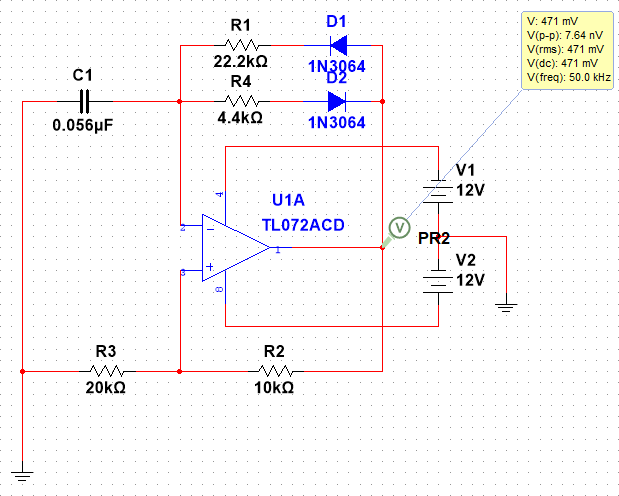 R1
D1
22.2kΩ
1N3064
C1
R4
D2
0.056µF
4.4kΩ
1N3064
V: 471 mV
V(p-p): 7.64 nV
V(rms): 471 mV
V(dc): 471 mV
V(freq): 50.0 kHz
4
U1A
TL072ACD
2
−
+
3
1
8
V
PR2
V1
12V
V2
12V
R3
20kΩ
R2
10kΩ